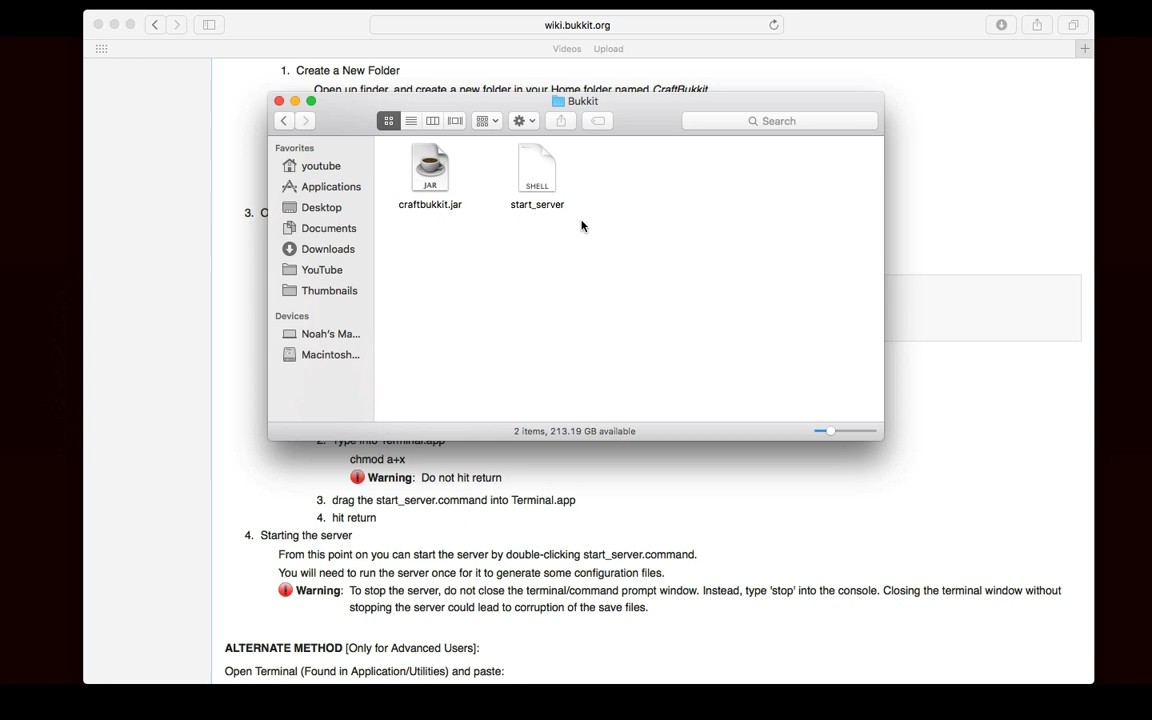 wiki.bukkit.org
Videos Upload
1. Create a New Folder
Open up finder, and create a new folder in your Home folder named CraftBukkit
Bukkit
Search
Favorites
youtube
Applications
Desktop
Documents
Downloads
YouTube
Thumbnails
Devices
Noah's Ma...
Macintosh...
JAR
craftbukkit.jar
SHELL
start_server
2 items, 213.19 GB available
3. O
2. Type into Terminal.app
chmod a+x
Warning: Do not hit return
3. drag the start_server.command into Terminal.app
4. hit return
4. Starting the server
From this point on you can start the server by double-clicking start_server.command.
You will need to run the server once for it to generate some configuration files.
Warning: To stop the server, do not close the terminal/command prompt window. Instead, type 'stop' into the console. Closing the terminal window without
stopping the server could lead to corruption of the save files.
ALTERNATE METHOD [Only for Advanced Users]:
Open Terminal (Found in Application/Utilities) and paste: